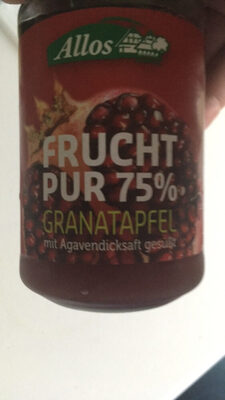 Allos
FRUCHT
PUR 75%
GRANATAPFEL
mit Agavendicksaft gesüßt